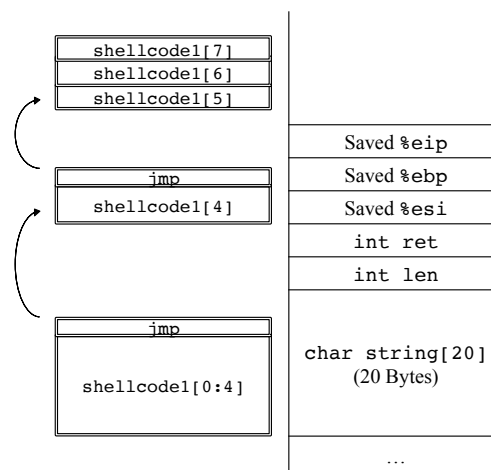 shellcode1[7]
shellcode1[6]
shellcode1[5]
jmp
shellcode1[4]
jmp
shellcode1[0:4]
Saved %eip
Saved %ebp
Saved %esi
int ret
int len
char string[20]
(20 Bytes)
…